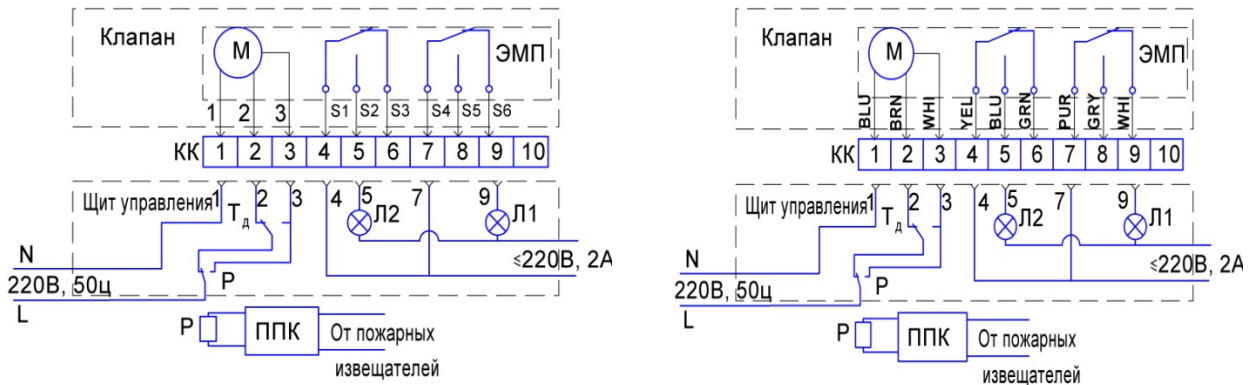 Клапан
М
ЭМП
1 2 3 S1 S2 S3 S4 S5 S6
КК 1 2 3 4 5 6 7 8 9 10
Щит управления 1 2 3 4 5 7 9
Тд Л2 Л1
N
220В, 50ц
Р
≤220В, 2А
L
Р ППК От пожарных
извещателей
Клапан
М
ЭМП
BLU BRN WHI YEL BLU GRN PUR GRY WHI
КК 1 2 3 4 5 6 7 8 9 10
Щит управления 1 2 3 4 5 7 9
Тд Л2 Л1
N
220В, 50ц
Р
≤220В, 2А
L
Р ППК От пожарных
извещателей